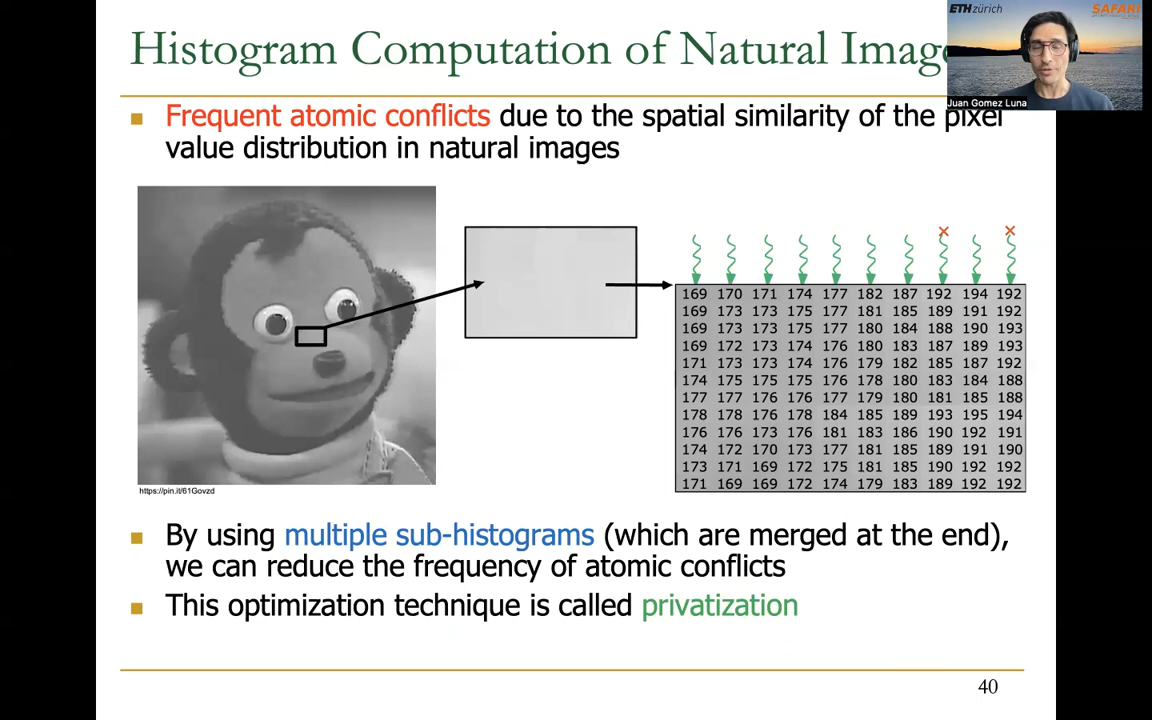 Histogram Computation of Natural Image
ETH zürich
SAFARI
Juan Gomez Luna
Frequent atomic conflicts due to the spatial similarity of the pixel
value distribution in natural images
169 170 171 174 177 182 187 192 194 192
169 173 173 175 177 181 185 189 191 192
169 173 173 175 177 180 184 188 190 193
169 172 173 174 176 180 183 187 189 193
171 173 173 174 176 179 182 185 187 192
174 175 175 175 176 178 180 183 184 188
177 177 176 176 177 179 180 181 185 188
178 178 176 178 184 185 189 193 195 194
176 176 173 176 181 183 186 190 192 191
174 172 170 173 177 181 185 189 191 190
173 171 169 172 175 181 185 190 192 192
171 169 169 172 174 179 183 189 192 192
https://pin.it/61Govzd
By using multiple sub-histograms (which are merged at the end),
we can reduce the frequency of atomic conflicts
This optimization technique is called privatization
40